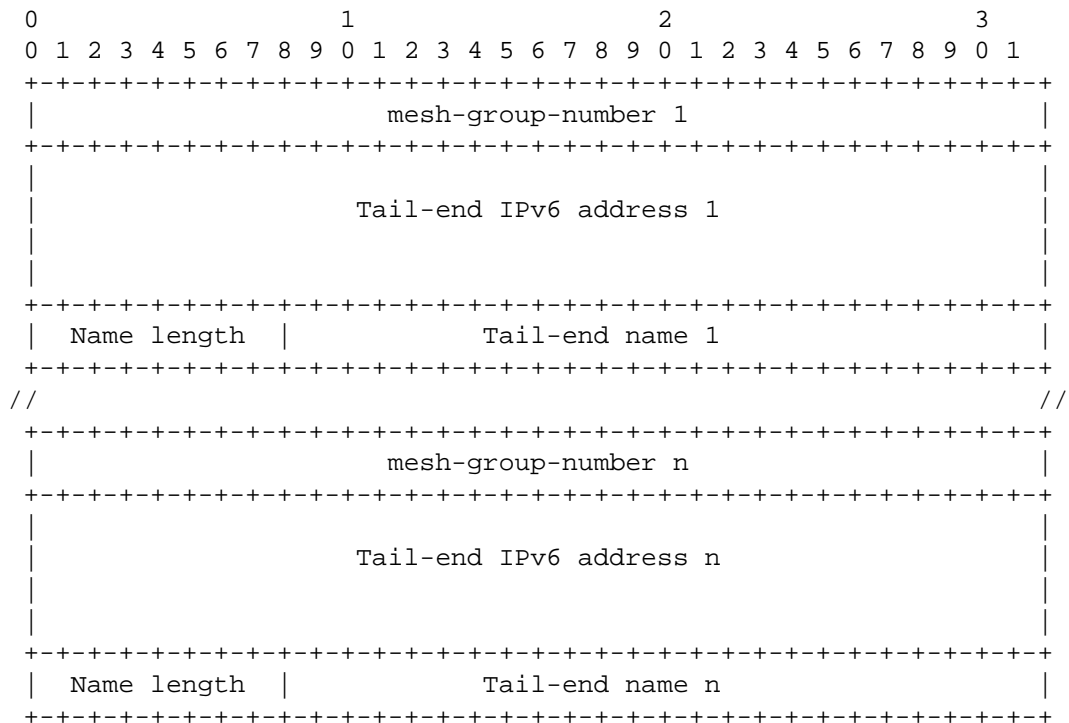 0                   1                   2                   3
0 1 2 3 4 5 6 7 8 9 0 1 2 3 4 5 6 7 8 9 0 1 2 3 4 5 6 7 8 9 0 1
+-+-+-+-+-+-+-+-+-+-+-+-+-+-+-+-+-+-+-+-+-+-+-+-+-+-+-+-+-+-+-+-+
|                      mesh-group-number 1                      |
+-+-+-+-+-+-+-+-+-+-+-+-+-+-+-+-+-+-+-+-+-+-+-+-+-+-+-+-+-+-+-+-+
|                                                               |
|                    Tail-end IPv6 address 1                    |
|                                                               |
|                                                               |
+-+-+-+-+-+-+-+-+-+-+-+-+-+-+-+-+-+-+-+-+-+-+-+-+-+-+-+-+-+-+-+-+
|  Name length  |            Tail-end name 1                    |
+-+-+-+-+-+-+-+-+-+-+-+-+-+-+-+-+-+-+-+-+-+-+-+-+-+-+-+-+-+-+-+-+
//                                                               //
+-+-+-+-+-+-+-+-+-+-+-+-+-+-+-+-+-+-+-+-+-+-+-+-+-+-+-+-+-+-+-+-+
|                      mesh-group-number n                      |
+-+-+-+-+-+-+-+-+-+-+-+-+-+-+-+-+-+-+-+-+-+-+-+-+-+-+-+-+-+-+-+-+
|                                                               |
|                    Tail-end IPv6 address n                    |
|                                                               |
|                                                               |
+-+-+-+-+-+-+-+-+-+-+-+-+-+-+-+-+-+-+-+-+-+-+-+-+-+-+-+-+-+-+-+-+
|  Name length  |            Tail-end name n                    |
+-+-+-+-+-+-+-+-+-+-+-+-+-+-+-+-+-+-+-+-+-+-+-+-+-+-+-+-+-+-+-+-+